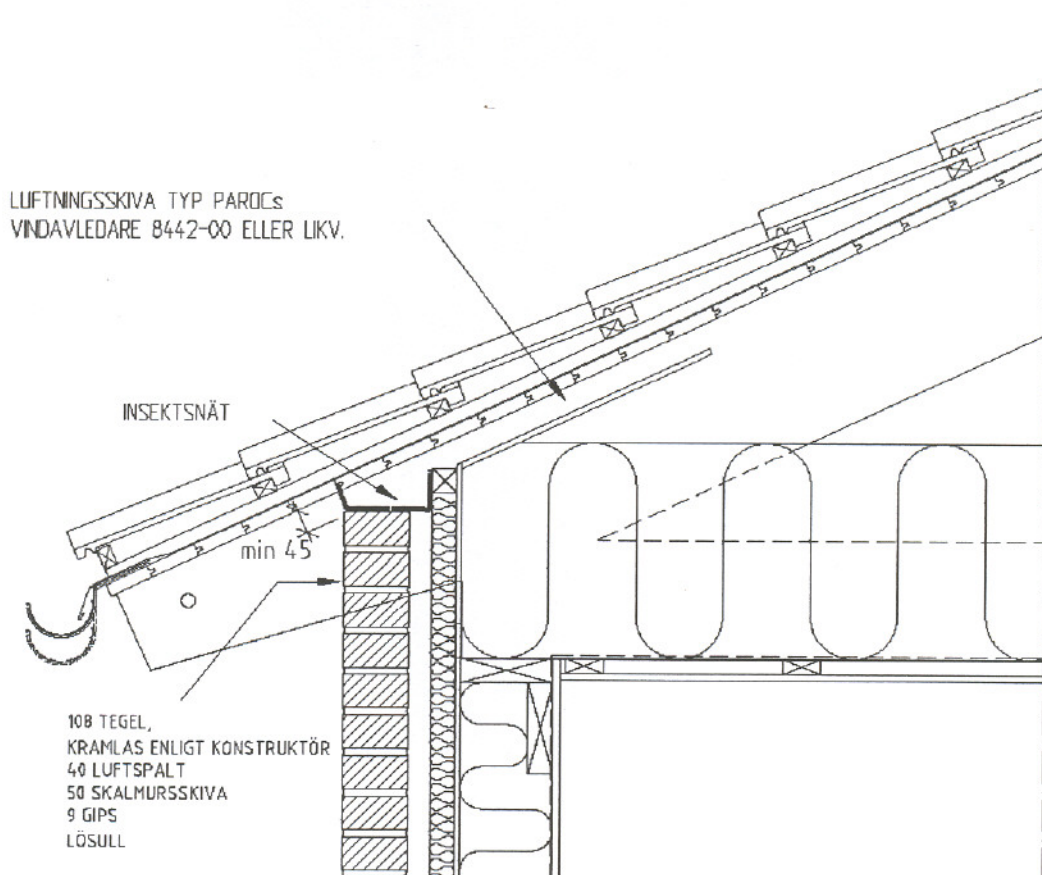 LUFTNINGSSKIVA TYP PAROCs
VINDAVLEDARE 8442-00 ELLER LIKV.
INSEKTSNÄT
min 45
108 TEGEL,
KRAMLAS ENLIGT KONSTRUKTÖR
40 LUFTSPALT
50 SKALMURSSKIVA
9 GIPS
LÖSULL